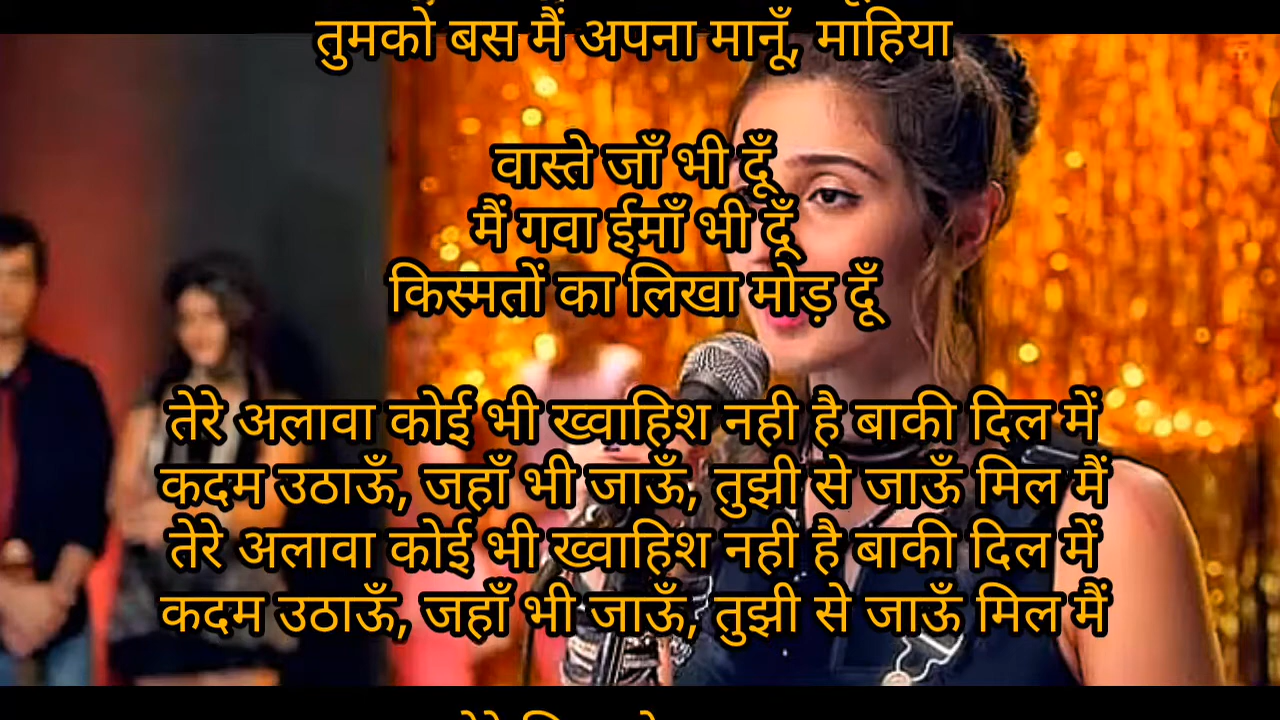 तुमको बस मैं अपना मानूँ, माहिया
वास्ते जाँ भी दूँ
मैं गवा ईमाँ भी दूँ
किस्मतों का लिखा मोड़ दूँ
तेरे अलावा कोई भी ख्वाहिश नही है बाकी दिल में
कदम उठाऊँ, जहाँ भी जाऊँ, तुझी से जाऊँ मिल मैं
तेरे अलावा कोई भी ख्वाहिश नही है बाकी दिल में
कदम उठाऊँ, जहाँ भी जाऊँ, तुझी से जाऊँ मिल मैं